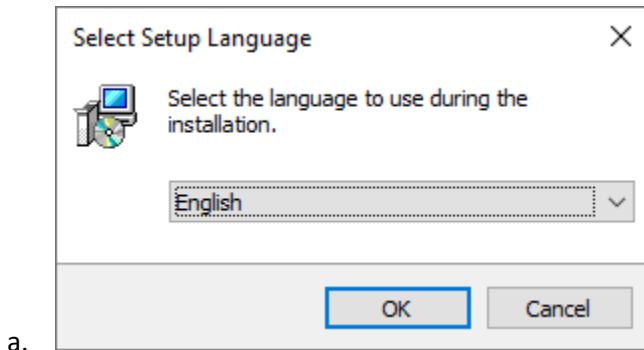 Select Setup Language
Select the language to use during the
installation.
English
OK Cancel
a.